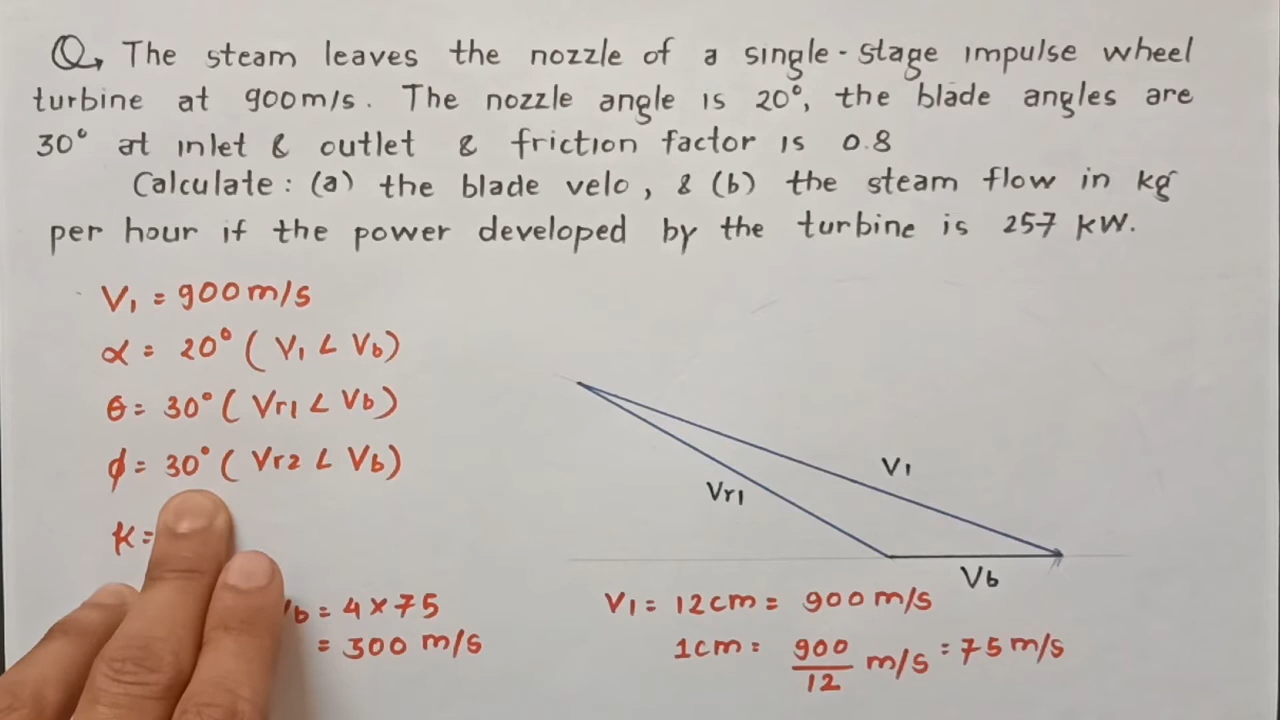 Q, The steam leaves the nozzle of a single-stage impulse wheel
turbine at 900m/s. The nozzle angle is 20°, the blade angles are
30° at inlet & outlet & friction factor is 0.8
Calculate: (a) the blade velo, & (b) the steam flow in kg
per hour if the power developed by the turbine is 257 kW.
V1 = 900m/s
α = 20° (V1 ∠ Vb)
θ = 30° (Vr1 ∠ Vb)
ϕ = 30° (Vr2 ∠ Vb)
K =
b = 4 × 75
= 300 m/s
V1
Vr1
Vb
V1 = 12cm = 900m/s
1cm = 900/12 m/s = 75m/s